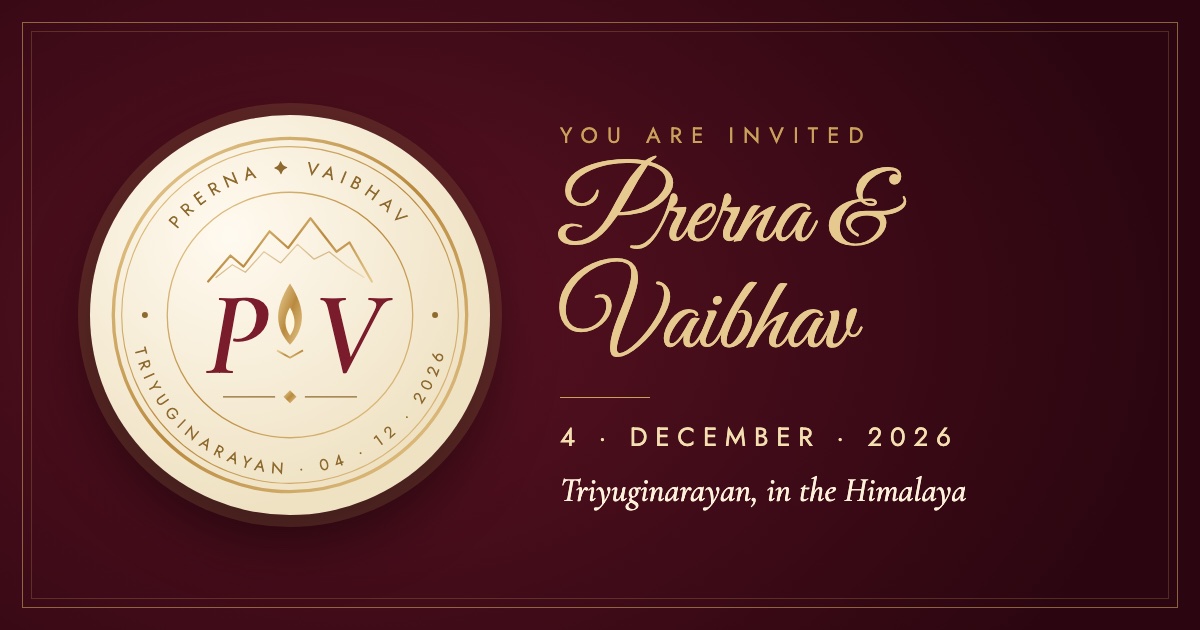 PRERNA ✦ VAIBHAV
P V
TRIYUGINARAYAN · 04 · 12 · 2026
YOU ARE INVITED
Prerna &
Vaibhav
4 · DECEMBER · 2026
Triyuginarayan, in the Himalaya